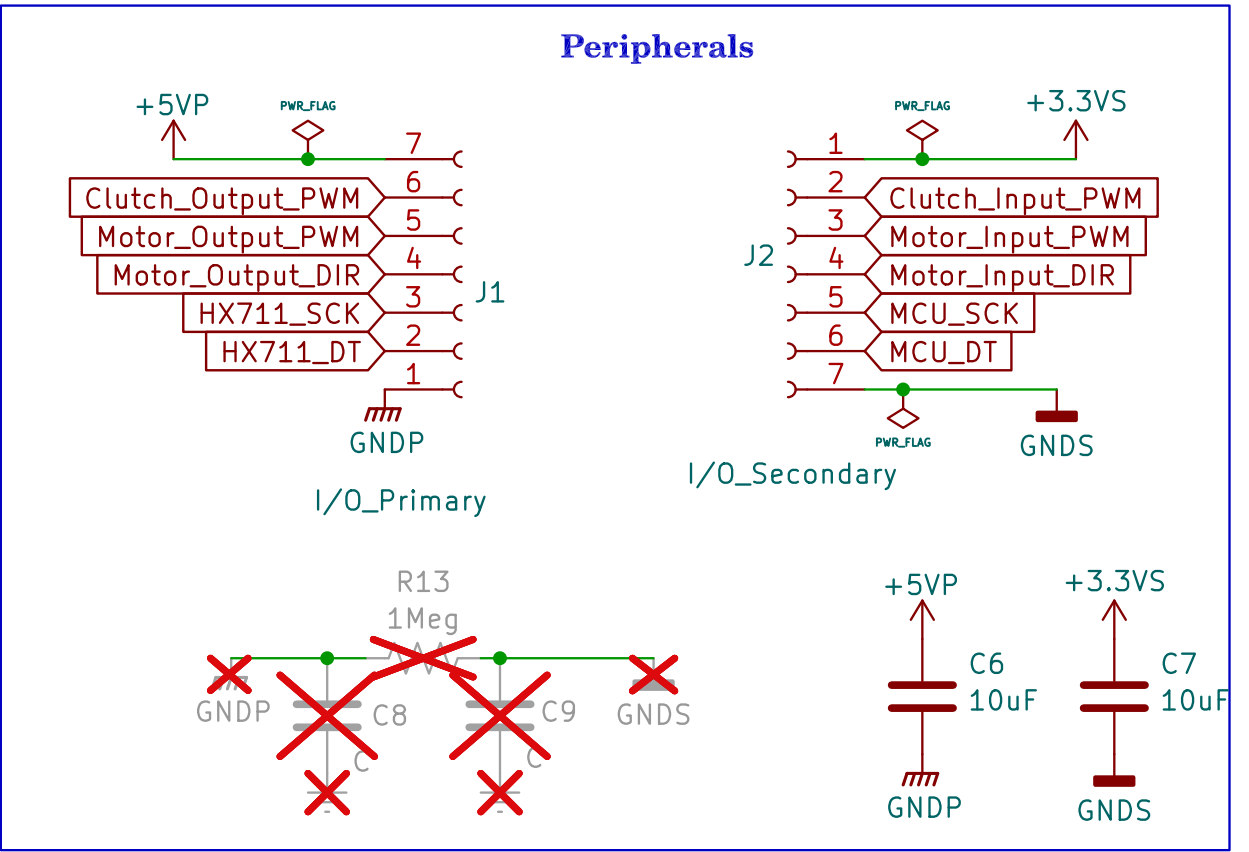 Peripherals
+5VP
PWR_FLAG
7
Clutch_Output_PWM
6
Motor_Output_PWM
5
Motor_Output_DIR
4
HX711_SCK
3
HX711_DT
2
1
GNDP
J1
I/O_Primary
PWR_FLAG
+3.3VS
1
2
Clutch_Input_PWM
3
Motor_Input_PWM
4
Motor_Input_DIR
5
MCU_SCK
6
MCU_DT
7
J2
PWR_FLAG
GNDS
I/O_Secondary
R13
1Meg
GNDP
C8
C
C9
C
GNDS
+5VP
C6
10uF
GNDP
+3.3VS
C7
10uF
GNDS